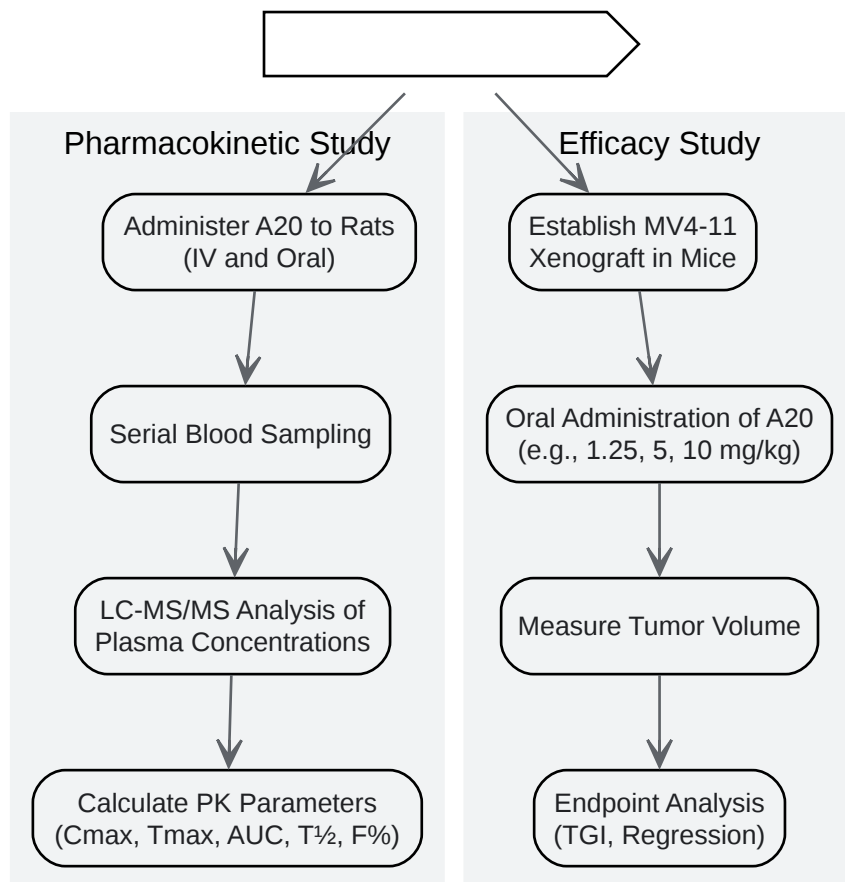 Pharmacokinetic Study
Administer A20 to Rats
(IV and Oral)
Serial Blood Sampling
LC-MS/MS Analysis of
Plasma Concentrations
Calculate PK Parameters
(Cmax, Tmax, AUC, T½, F%)
Efficacy Study
Establish MV4-11
Xenograft in Mice
Oral Administration of A20
(e.g., 1.25, 5, 10 mg/kg)
Measure Tumor Volume
Endpoint Analysis
(TGI, Regression)